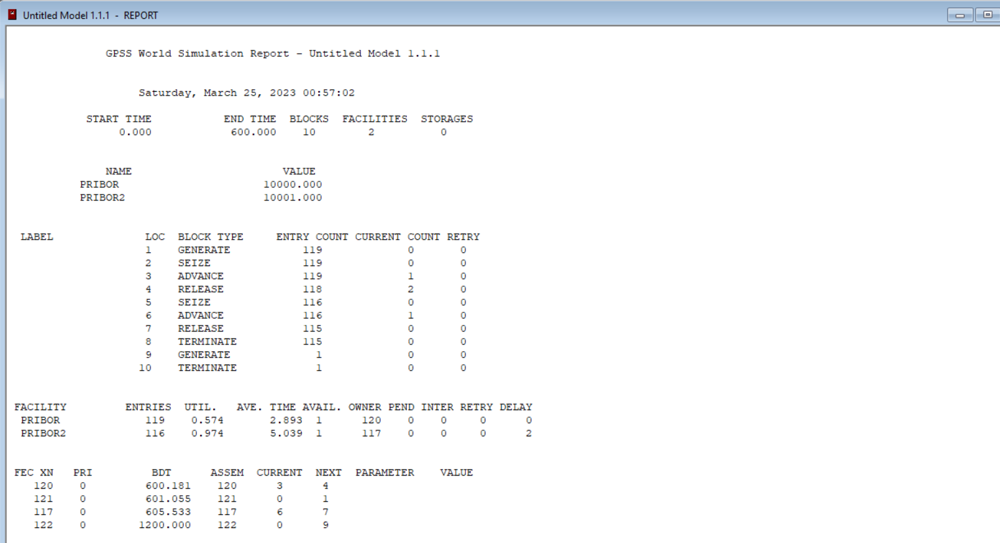 Untitled Model 1.1.1 - REPORT
GPSS World Simulation Report - Untitled Model 1.1.1
Saturday, March 25, 2023 00:57:02
START TIME END TIME BLOCKS FACILITIES STORAGES
0.000 600.000 10 2 0
NAME VALUE
PRIBOR 10000.000
PRIBOR2 10001.000
LABEL LOC BLOCK TYPE ENTRY COUNT CURRENT COUNT RETRY
1 GENERATE 119 0 0
2 SEIZE 119 0 0
3 ADVANCE 119 1 0
4 RELEASE 118 2 0
5 SEIZE 116 0 0
6 ADVANCE 116 1 0
7 RELEASE 115 0 0
8 TERMINATE 115 0 0
9 GENERATE 1 0 0
10 TERMINATE 1 0 0
FACILITY ENTRIES UTIL. AVE. TIME AVAIL. OWNER PEND INTER RETRY DELAY
PRIBOR 119 0.574 2.893 1 120 0 0 0 0
PRIBOR2 116 0.974 5.039 1 117 0 0 0 2
FEC XN PRI BDT ASSEM CURRENT NEXT PARAMETER VALUE
120 0 600.181 120 3 4
121 0 601.055 121 0 1
117 0 605.533 117 6 7
122 0 1200.000 122 0 9